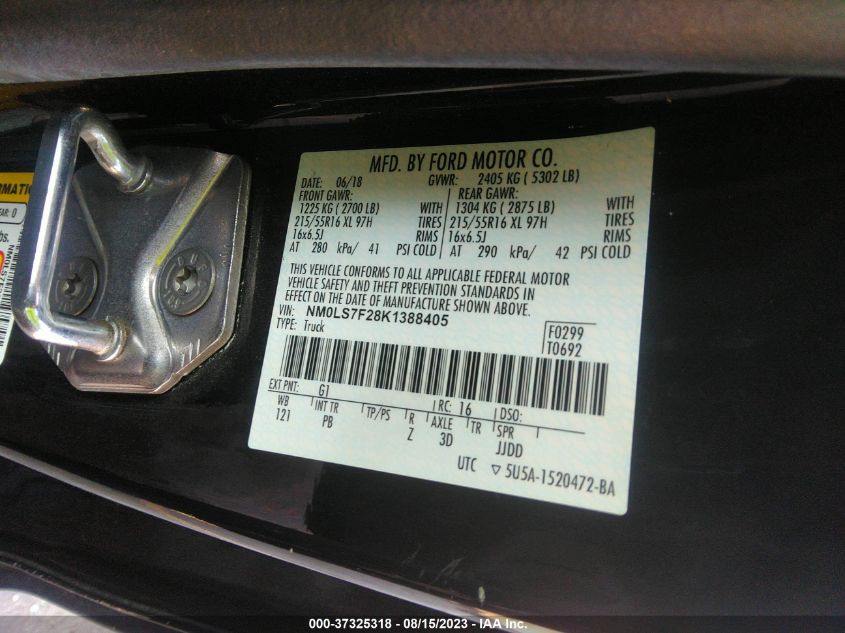 MFD. BY FORD MOTOR CO.
DATE: 06/18 GVWR: 2405 KG ( 5302 LB)
FRONT GAWR: REAR GAWR:
1225 KG ( 2700 LB) WITH 1304 KG ( 2875 LB) WITH
215/55R16 XL 97H TIRES 215/55R16 XL 97H TIRES
16x6.5J RIMS 16x6.5J RIMS
AT 280 kPa/ 41 PSI COLD AT 290 kPa/ 42 PSI COLD
THIS VEHICLE CONFORMS TO ALL APPLICABLE FEDERAL MOTOR
VEHICLE SAFETY AND THEFT PREVENTION STANDARDS IN
EFFECT ON THE DATE OF MANUFACTURE SHOWN ABOVE.
VIN: NM0LS7F28K1388405
TYPE: Truck
F0299
T0692
EXT PNT: G1 RC: 16 DSO:
WB INT TR TP/PS R AXLE TR SPR
121 PB Z 3D JJDD
UTC ▽ 5U5A-1520472-BA
EAR: 0
lbs.
000-37325318 - 08/15/2023 - IAAI.COM